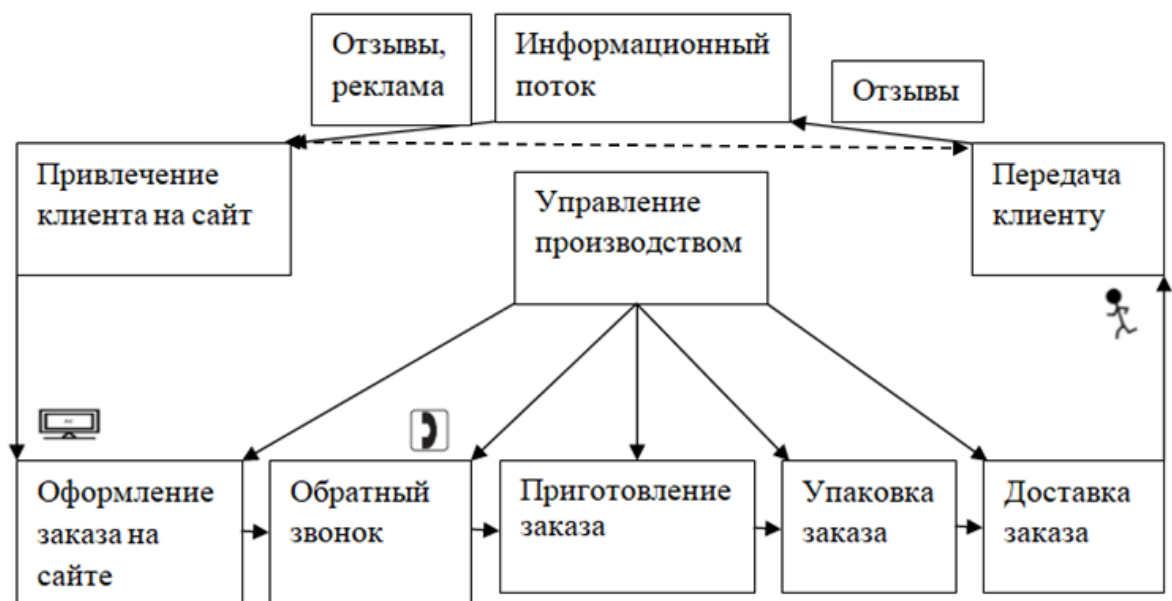 Отзывы,
реклама
Информационный
поток
Отзывы
Привлечение
клиента на сайт
Управление
производством
Передача
клиенту
Оформление
заказа на
сайте
Обратный
звонок
Приготовление
заказа
Упаковка
заказа
Доставка
заказа